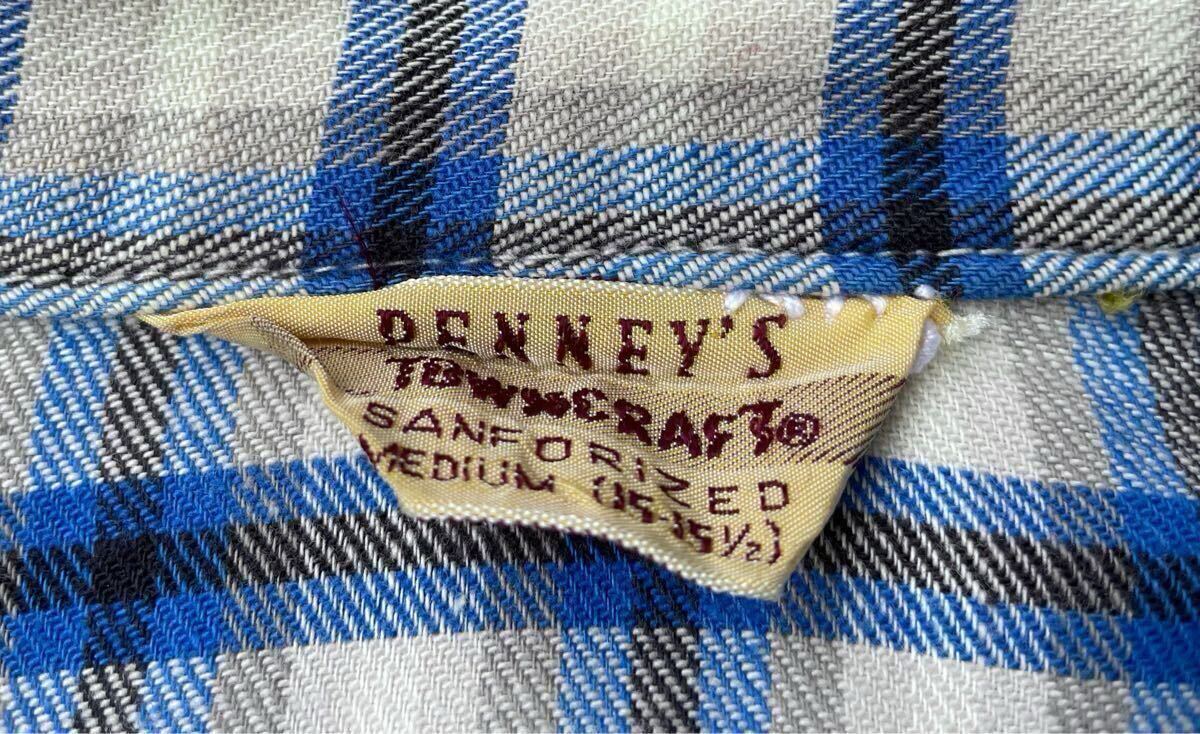 PENNEY'S
TOWNCRAFT®
SANFORIZED
MEDIUM (15-15½)